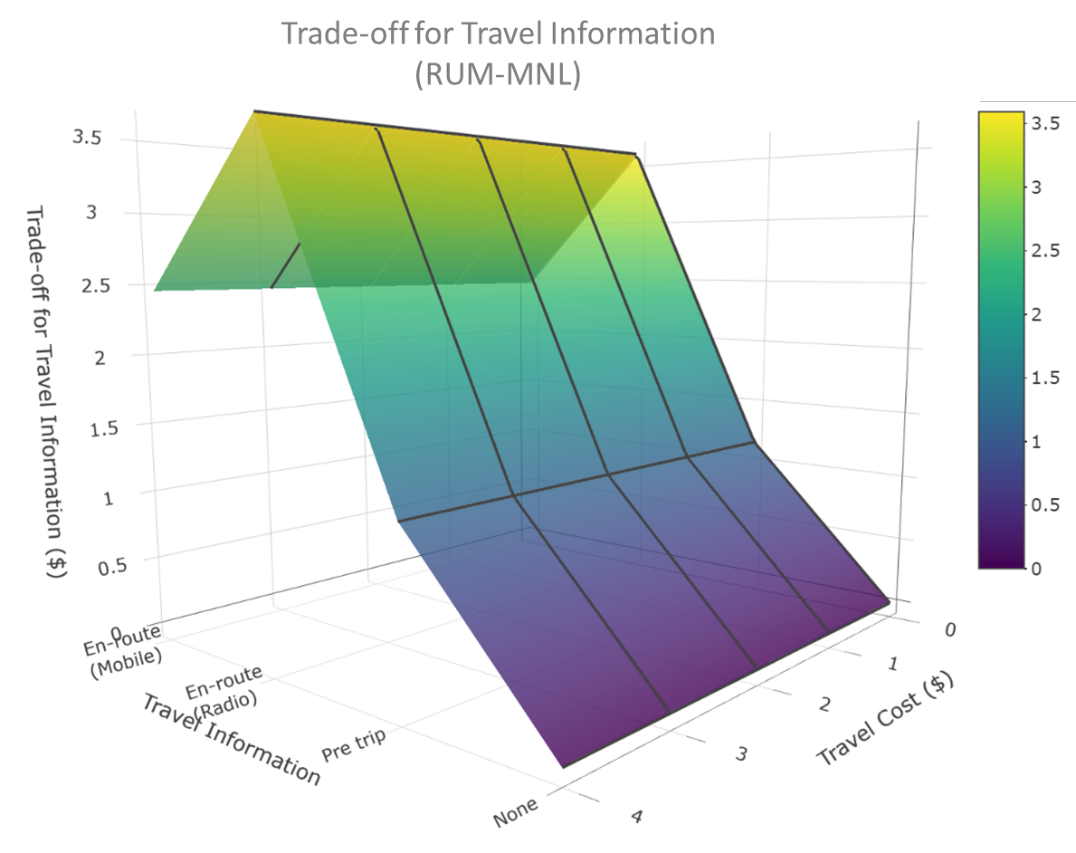 Trade-off for Travel Information
(RUM-MNL)
3.5
3
2.5
2
1.5
1
0.5
0
Trade-off for Travel Information ($)
En-route
(Mobile)
En-route
(Radio)
Pre trip
None
Travel Information
4
3
2
1
0
Travel Cost ($)
3.5
3
2.5
2
1.5
1
0.5
0